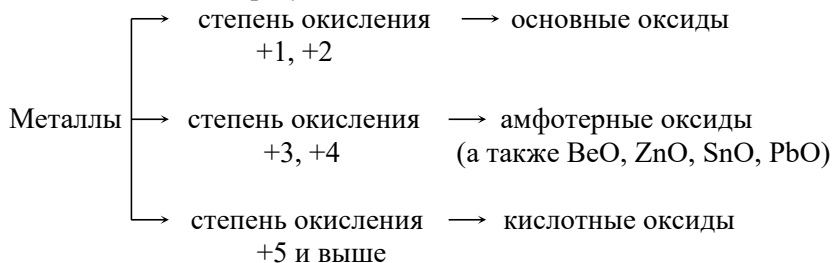 степень окисления → основные оксиды
+1, +2
Металлы → степень окисления → амфотерные оксиды
+3, +4 (а также BeO, ZnO, SnO, PbO)
степень окисления → кислотные оксиды
+5 и выше